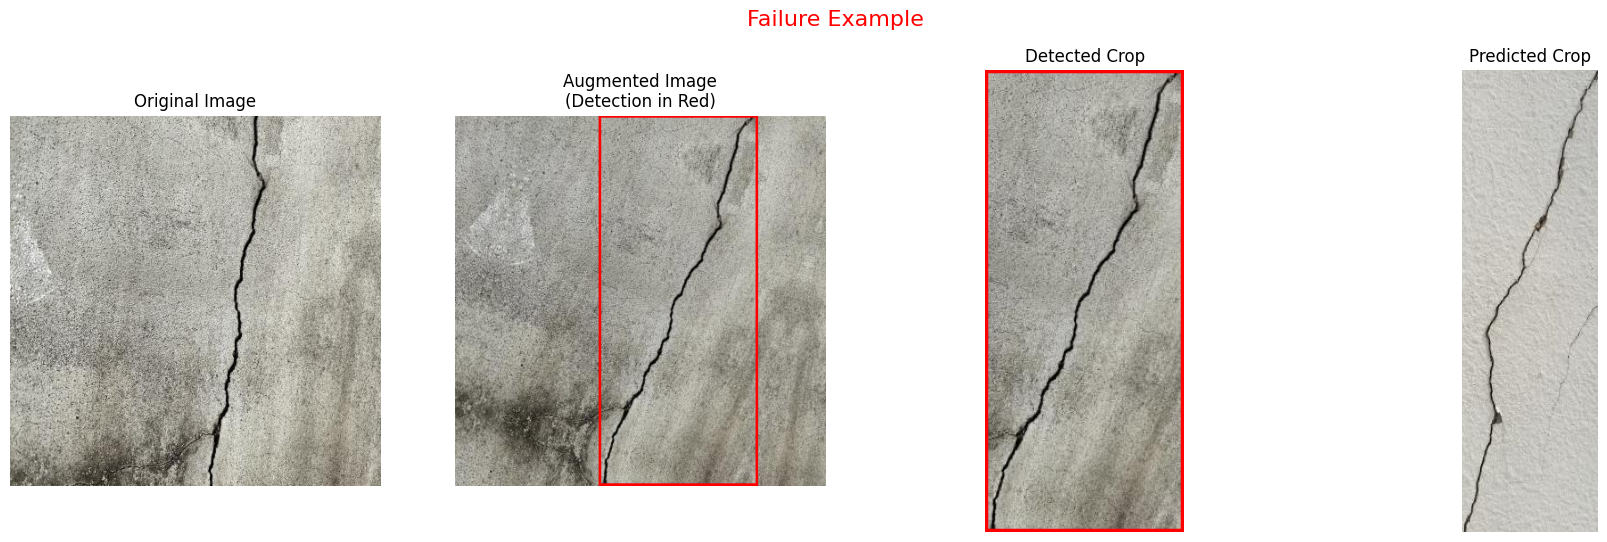 Failure Example
Original Image
Augmented Image
(Detection in Red)
Detected Crop
Predicted Crop